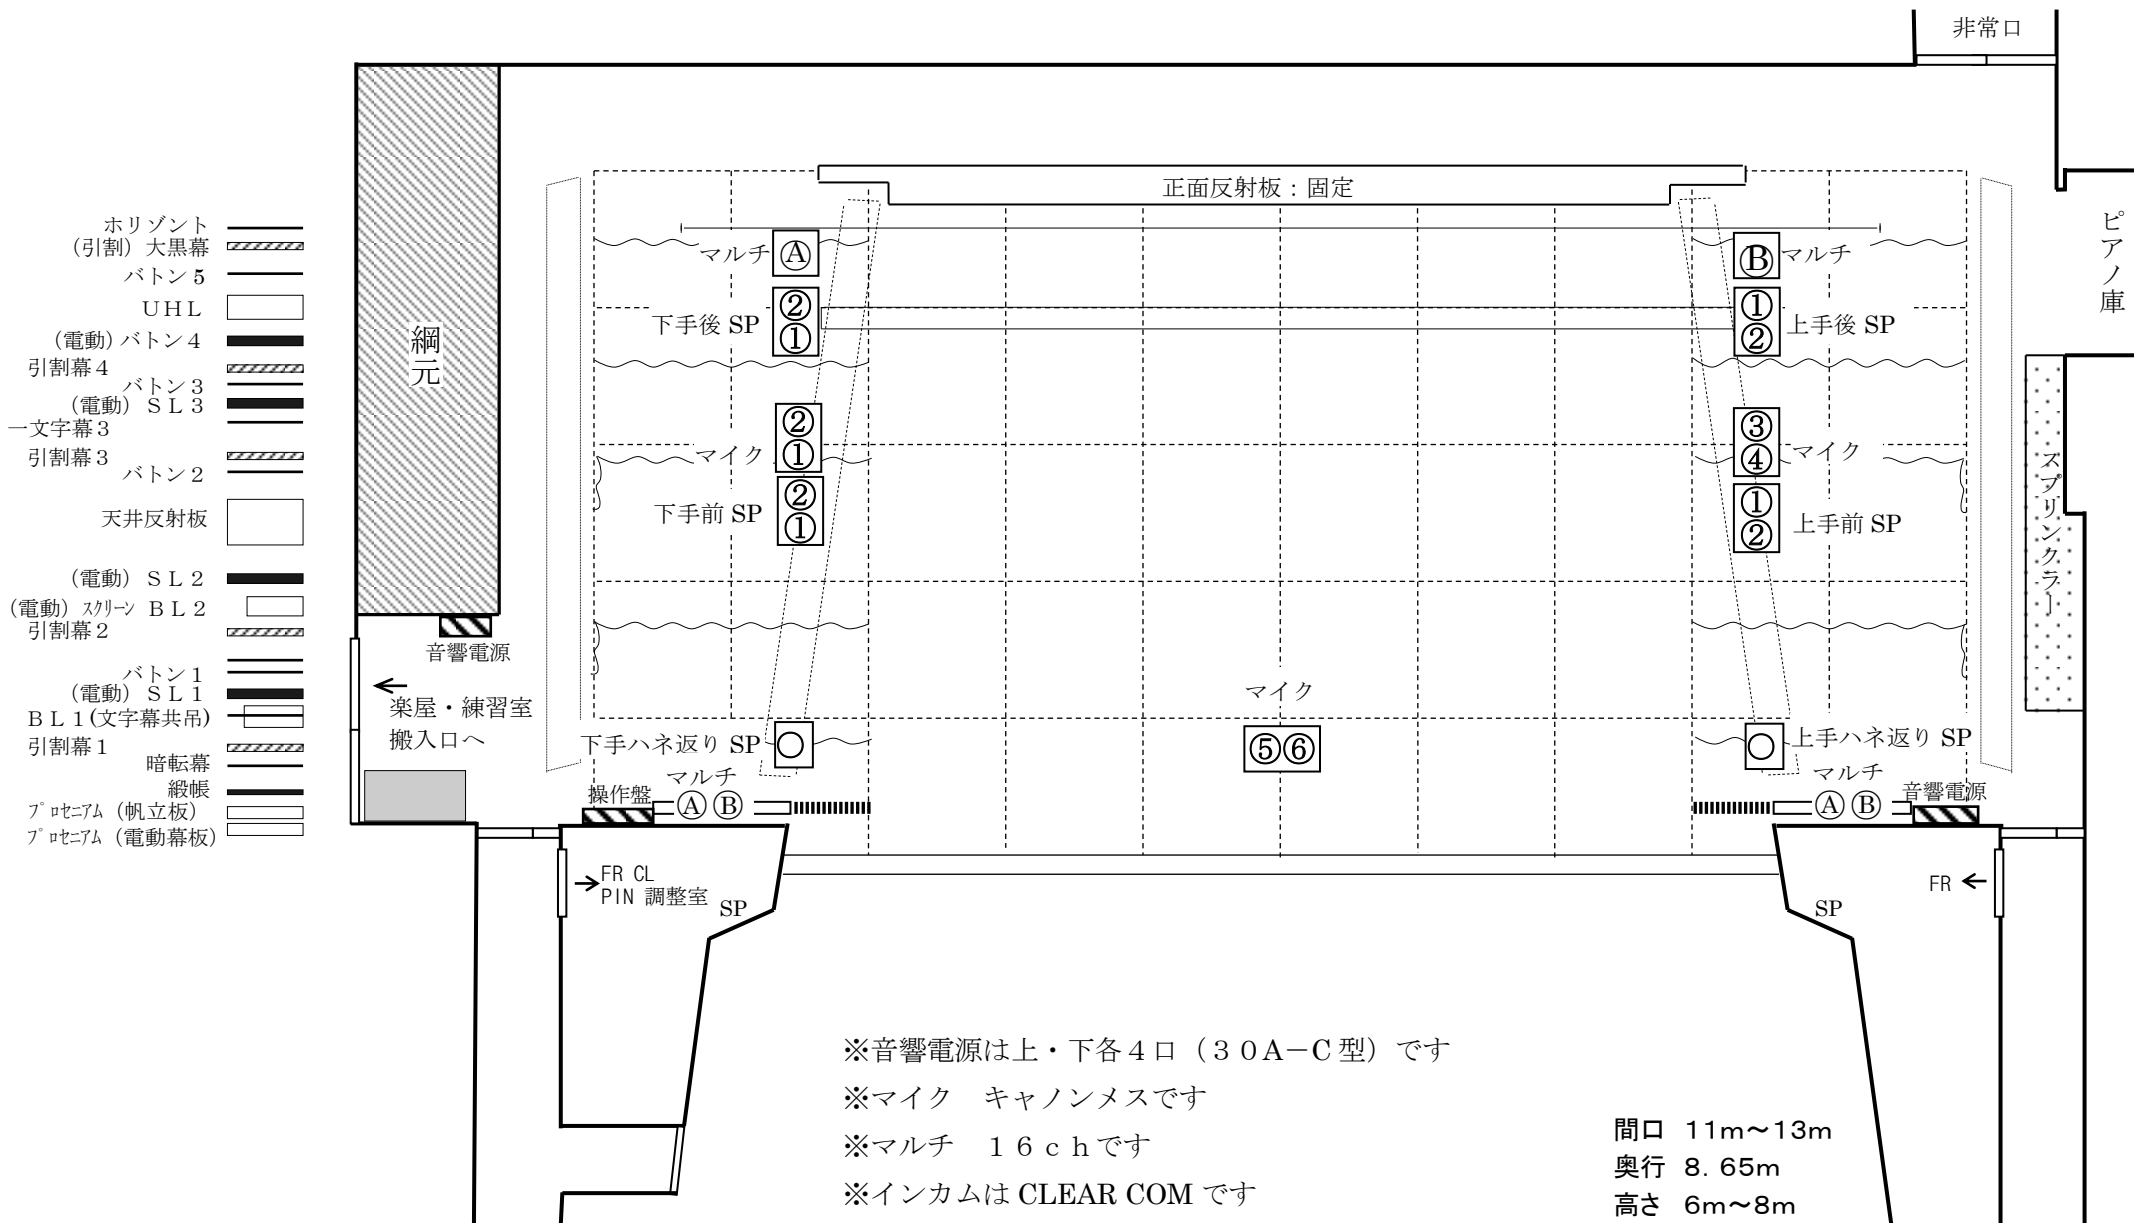 非常口
正面反射板：固定
ピアノ庫
ホリゾント
(引割) 大黒幕
バトン 5
ＵＨＬ
(電動) バトン４
引割幕４
バトン３
(電動) ＳＬ３
一文字幕３
引割幕３
バトン２
天井反射板
(電動) ＳＬ２
(電動) ｽｸﾘｰﾝ ＢＬ２
引割幕２
バトン１
(電動) ＳＬ１
ＢＬ１(文字幕共吊)
引割幕１
暗転幕
緞帳
ﾌﾟﾛｾﾆｱﾑ (帆立板)
ﾌﾟﾛｾﾆｱﾑ (電動幕板)
綱元
マルチ Ⓐ
Ⓑ マルチ
下手後 SP ② ①
① ② 上手後 SP
マイク ② ①
③ ④ マイク
下手前 SP ② ①
① ② 上手前 SP
スプリンクラー
音響電源
← 楽屋・練習室
搬入口へ
マイク
⑤⑥
下手ハネ返り SP ○
○ 上手ハネ返り SP
操作盤
マルチ
Ⓐ Ⓑ
マルチ
Ⓐ Ⓑ
音響電源
→ FR CL
PIN 調整室
SP
SP
FR ←
※音響電源は上・下各４口（３０A－C 型）です
※マイク　キャノンメスです
※マルチ　１６ｃｈです
※インカムは CLEAR COM です
間口 11m～13m
奥行 8．65m
高さ 6m～8m